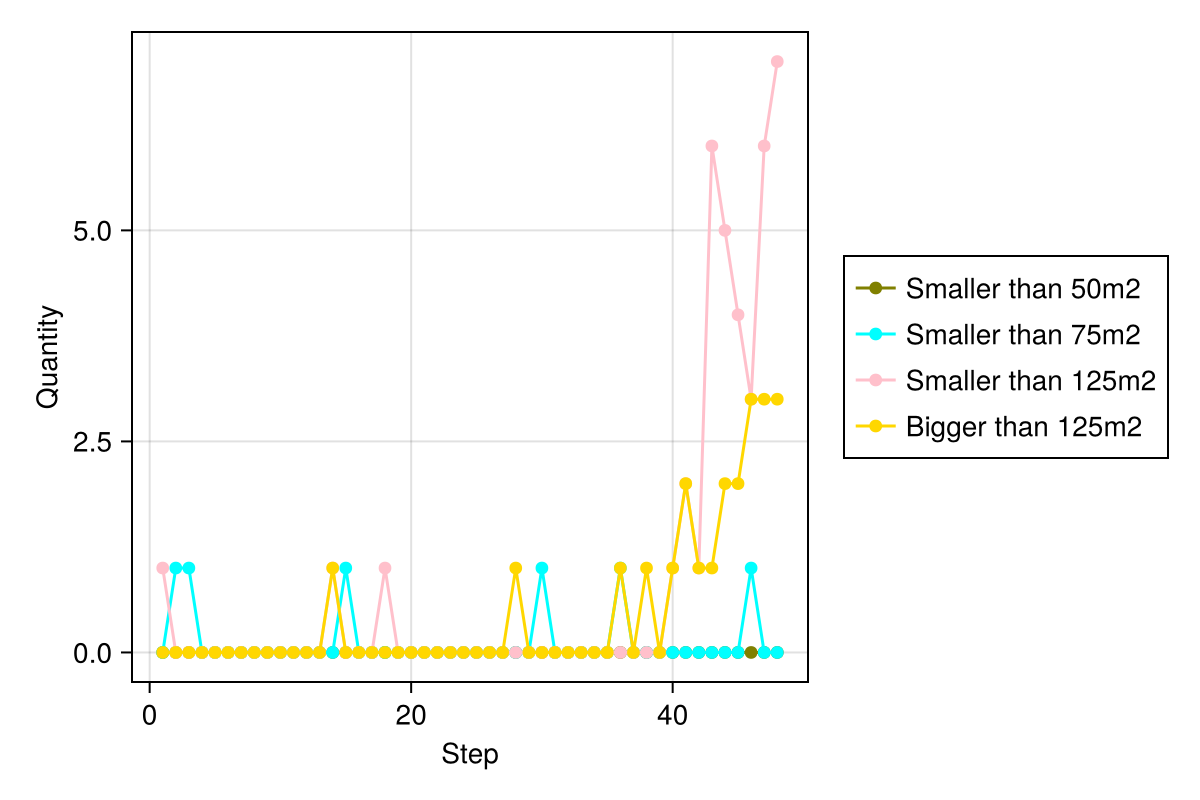 Quantity
5.0
2.5
0.0
0
20
40
Step
Smaller than 50m2
Smaller than 75m2
Smaller than 125m2
Bigger than 125m2